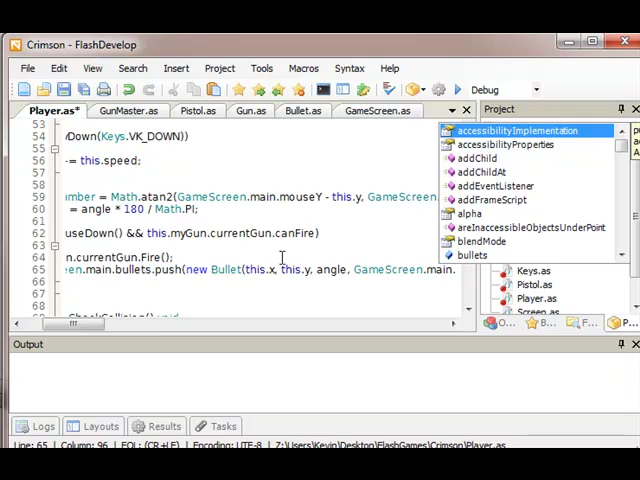 Crimson - FlashDevelop
File Edit View Search Insert Project Tools Macros Syntax Help
Debug
Player.as* GunMaster.as Pistol.as Gun.as Bullet.as GameScreen.as Project
53
54 Down(Keys.VK_DOWN))
55
56 -= this.speed;
57
58
59 umber = Math.atan2(GameScreen.main.mouseY - this.y, GameScreen
60 = angle * 180 / Math.PI;
61
62 useDown() && this.myGun.currentGun.canFire)
63
64 n.currentGun.Fire();
65 een.main.bullets.push(new Bullet(this.x, this.y, angle, GameScreen.main.
66
67
68
accessibilityImplementation
accessibilityProperties
addChild
addChildAt
addEventListener
addFrameScript
alpha
areInaccessibleObjectsUnderPoint
blendMode
bullets
Keys.as
Pistol.as
Player.as
Screen.as
O... B... F... P...
Output
Logs Layouts Results Tasks
Line: 65 | Column: 96 | EOL: (CR+LF) | Encoding: UTF-8 | Z:\Users\Kevin\Desktop\FlashGames\Crimson\Player.as